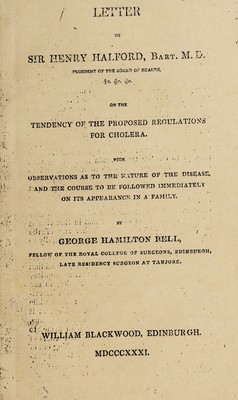 LETTER
TO
SIR HENRY HALFORD, BART. M. D.
PRESIDENT OF THE BOARD OF HEALTH,
&c. &c. &c.
ON THE
TENDENCY OF THE PROPOSED REGULATIONS
FOR CHOLERA.
WITH
OBSERVATIONS AS TO THE NATURE OF THE DISEASE,
AND THE COURSE TO BE FOLLOWED IMMEDIATELY
ON ITS APPEARANCE IN A FAMILY.
BY
GEORGE HAMILTON BELL,
FELLOW OF THE ROYAL COLLEGE OF SURGEONS, EDINBURGH,
LATE RESIDENCY SURGEON AT TANJORE.
WILLIAM BLACKWOOD, EDINBURGH.
MDCCCXXXI.